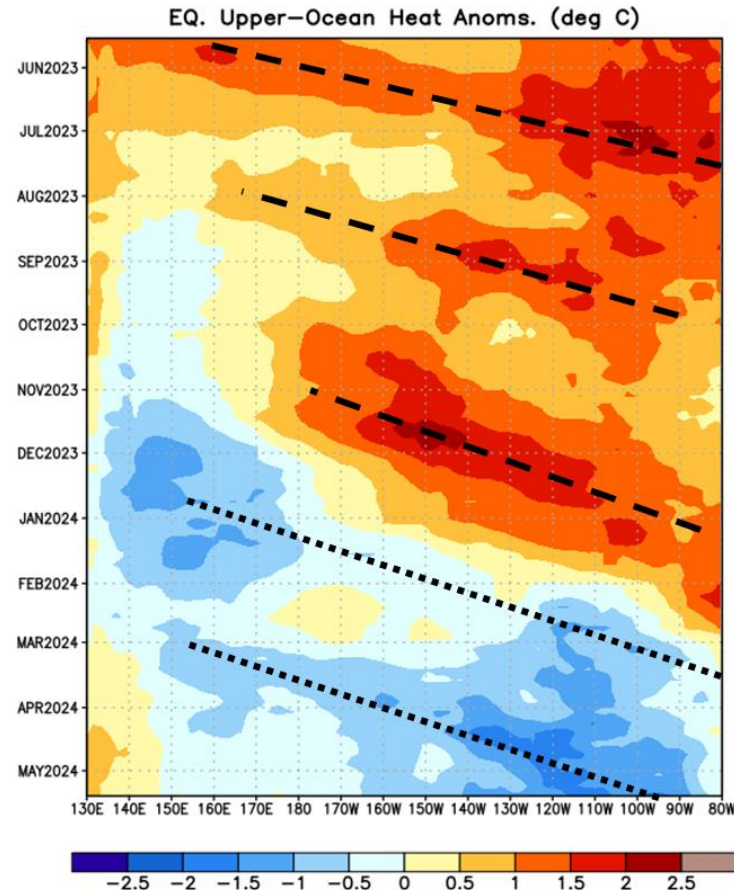 EQ. Upper-Ocean Heat Anoms. (deg C)
JUN2023
JUL2023
AUG2023
SEP2023
OCT2023
NOV2023
DEC2023
JAN2024
FEB2024
MAR2024
APR2024
MAY2024
130E 140E 150E 160E 170E 180 170W 160W 150W 140W 130W 120W 110W 100W 90W 80W
-2.5 -2 -1.5 -1 -0.5 0 0.5 1 1.5 2 2.5